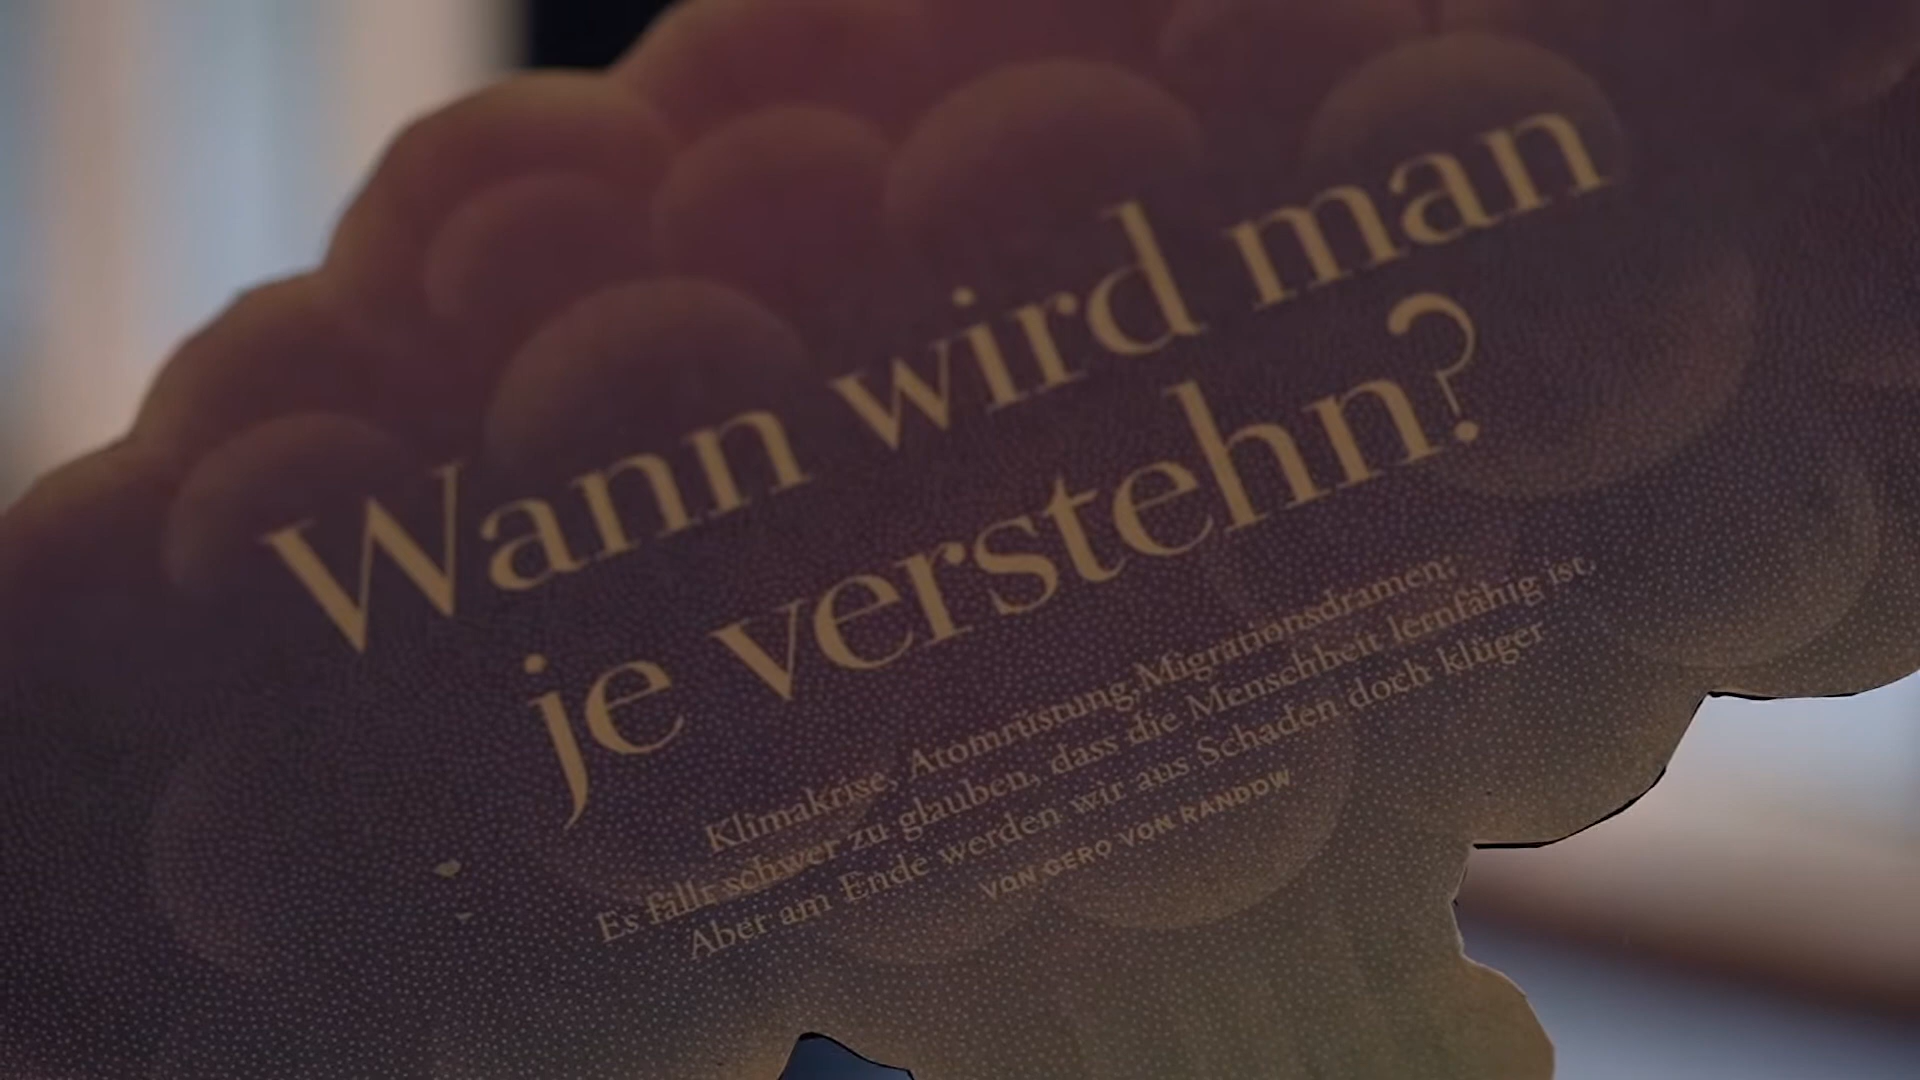 Wann wird man
je verstehn?
Klimakrise, Atomrüstung, Migrationsdramen:
Es fällt schwer zu glauben, dass die Menschheit lernfähig ist.
Aber am Ende werden wir aus Schaden doch klüger
VON GERO VON RANDOW